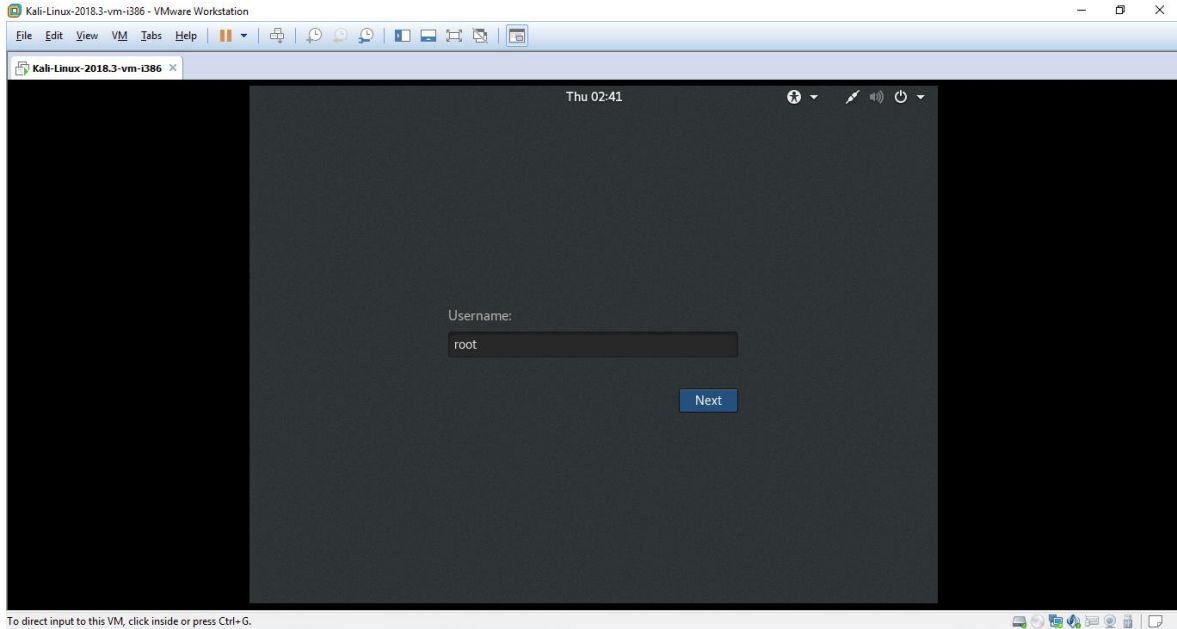 Kali-Linux-2018.3-vm-i386 - VMware Workstation
File Edit View VM Tabs Help
Kali-Linux-2018.3-vm-i386
Thu 02:41
Username:
root
Next
To direct input to this VM, click inside or press Ctrl+G.